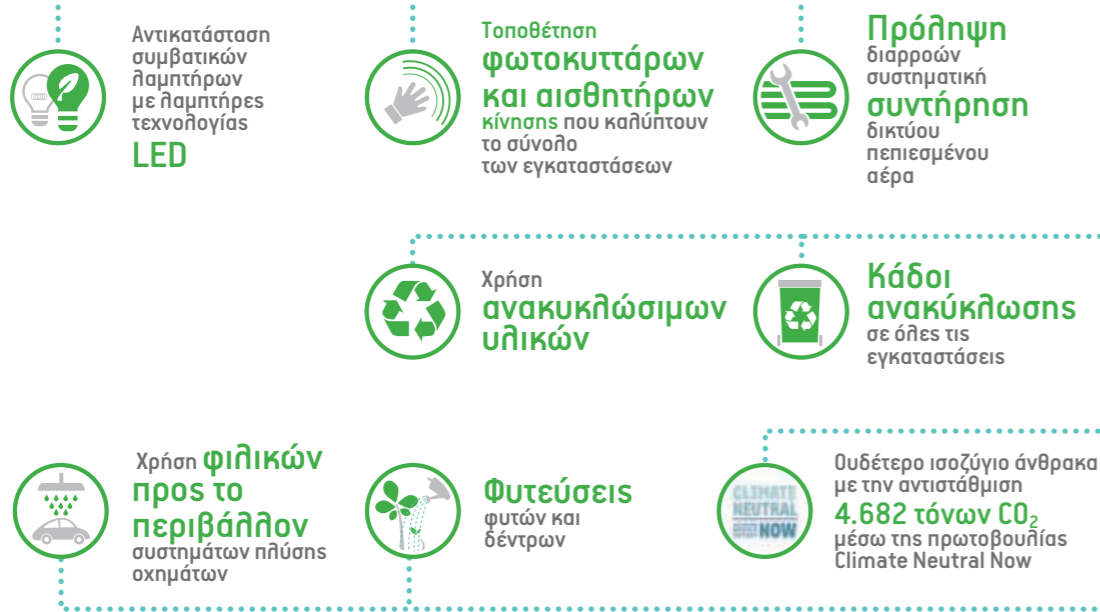 Αντικατάσταση
συμβατικών
λαμπτήρων
με λαμπτήρες
τεχνολογίας
LED
Τοποθέτηση
φωτοκυττάρων
και αισθητήρων
κίνησης που καλύπτουν
το σύνολο
των εγκαταστάσεων
Πρόληψη
διαρροών
συστηματική
συντήρηση
δικτύου
πεπιεσμένου
αέρα
Χρήση
ανακυκλώσιμων
υλικών
Κάδοι
ανακύκλωσης
σε όλες τις
εγκαταστάσεις
Χρήση φιλικών
προς το
περιβάλλον
συστημάτων πλύσης
οχημάτων
Φυτεύσεις
φυτών και
δέντρων
CLIMATE
NEUTRAL
NOW
Ουδέτερο ισοζύγιο άνθρακα
με την αντιστάθμιση
4.682 τόνων CO₂
μέσω της πρωτοβουλίας
Climate Neutral Now